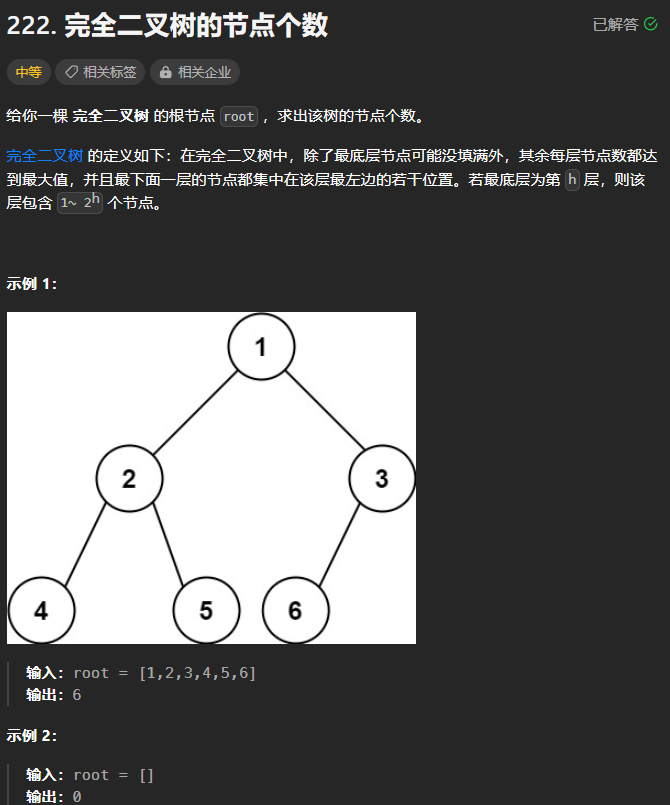 222. 完全二叉树的节点个数
已解答
中等 相关标签 相关企业
给你一棵 完全二叉树 的根节点 root ，求出该树的节点个数。
完全二叉树 的定义如下：在完全二叉树中，除了最底层节点可能没填满外，其余每层节点数都达
到最大值，并且最下面一层的节点都集中在该层最左边的若干位置。若最底层为第 h 层，则该
层包含 1~ 2^h 个节点。
示例 1：
1
2 3
4 5 6
输入：root = [1,2,3,4,5,6]
输出：6
示例 2：
输入：root = []
输出：0